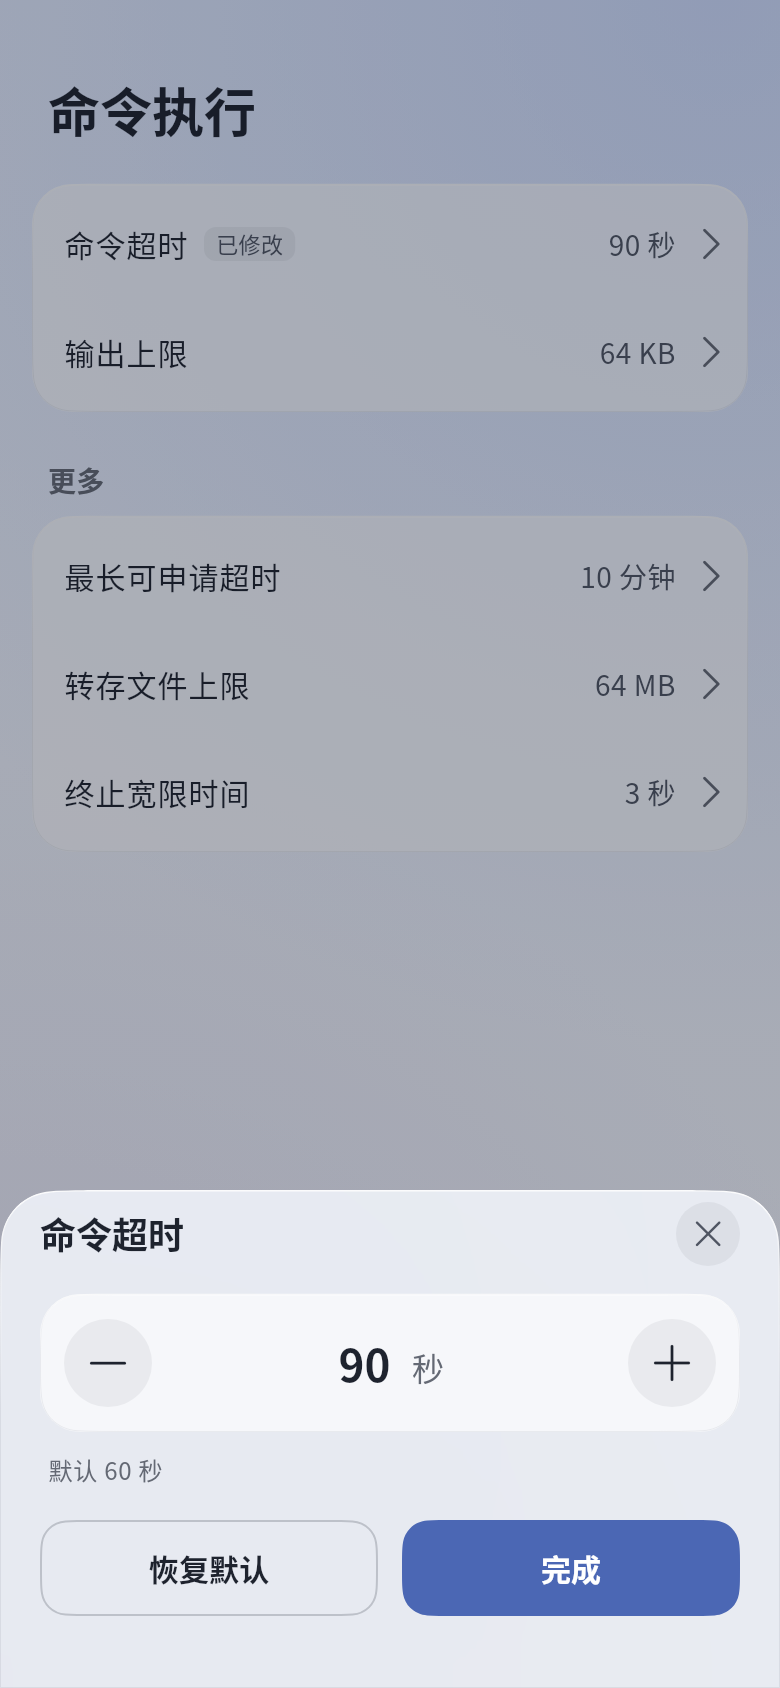 命令执行
命令超时 已修改 90 秒
输出上限 64 KB
更多
最长可申请超时 10 分钟
转存文件上限 64 MB
终止宽限时间 3 秒
命令超时
90 秒
默认 60 秒
恢复默认 完成